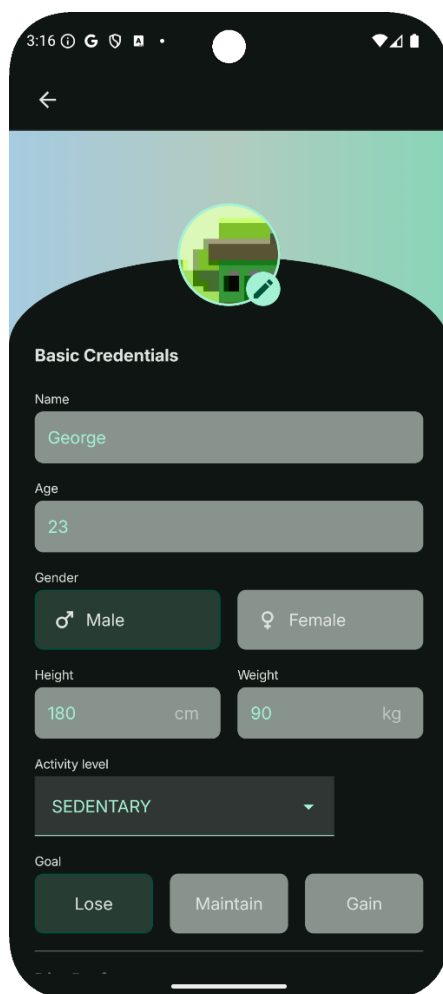 3:16
Basic Credentials
Name
George
Age
23
Gender
Male Female
Height Weight
180 cm 90 kg
Activity level
SEDENTARY
Goal
Lose Maintain Gain